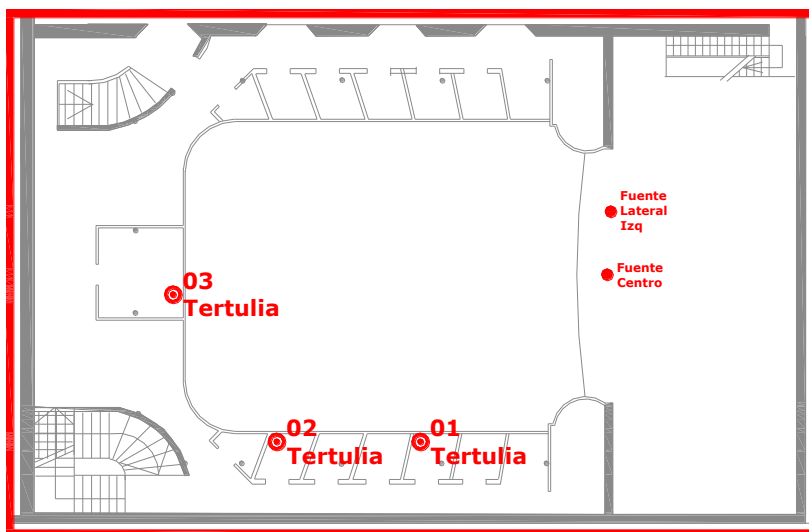 Fuente
Lateral
Izq
Fuente
Centro
03
Tertulia
02
Tertulia
01
Tertulia